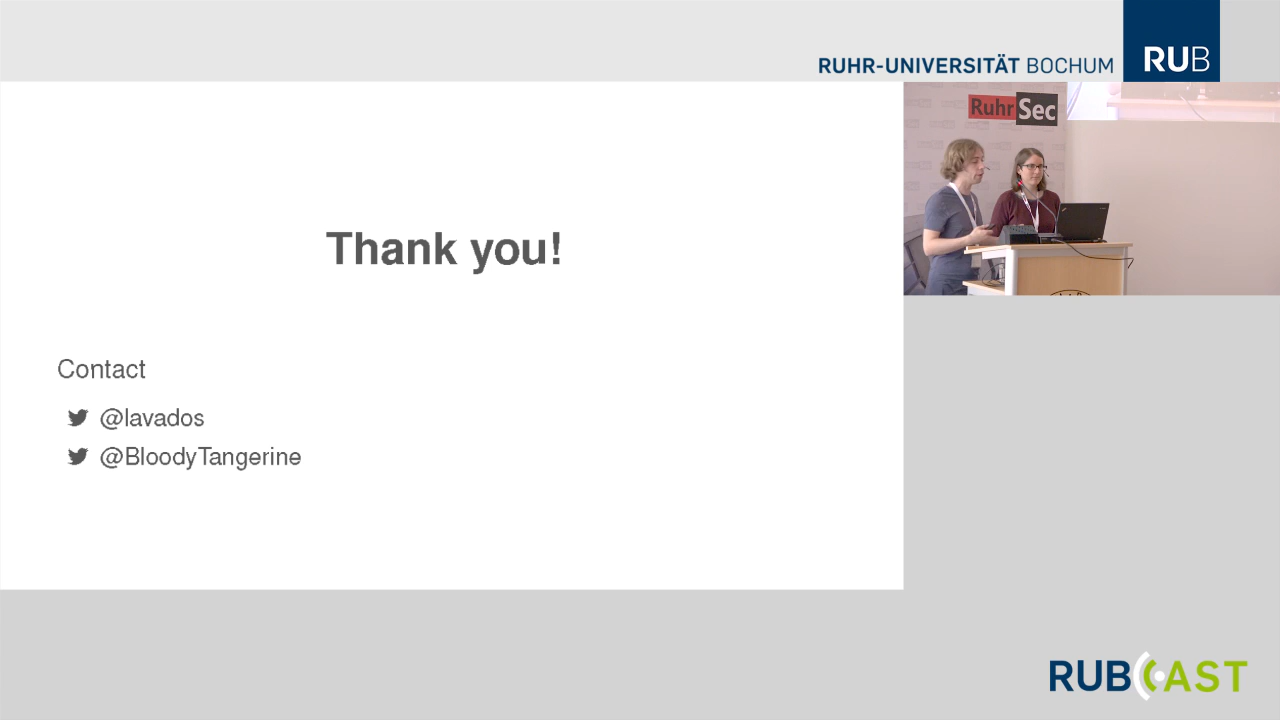 RUHR-UNIVERSITÄT BOCHUM
RUB
RuhrSec
Thank you!
Contact
@lavados
@BloodyTangerine
RUBCAST